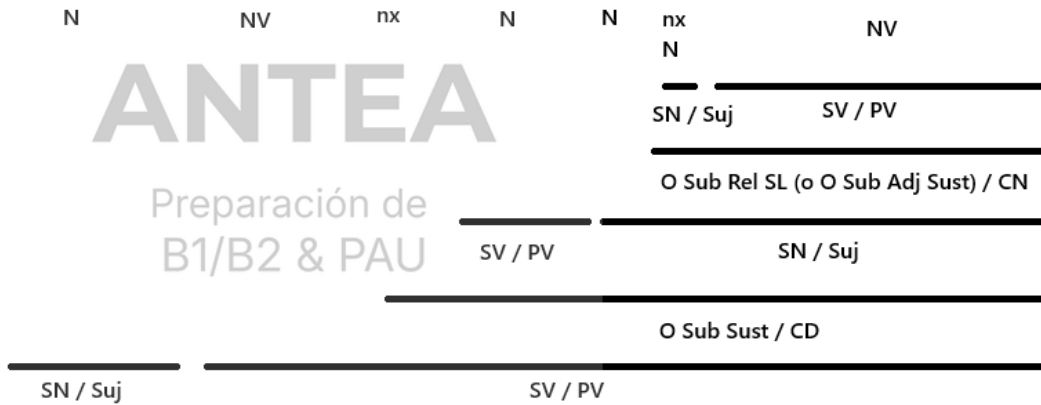 N NV nx N N nx NV
N
ANTEA
SN / Suj SV / PV
O Sub Rel SL (o O Sub Adj Sust) / CN
Preparación de
B1/B2 & PAU
SV / PV SN / Suj
O Sub Sust / CD
SN / Suj SV / PV